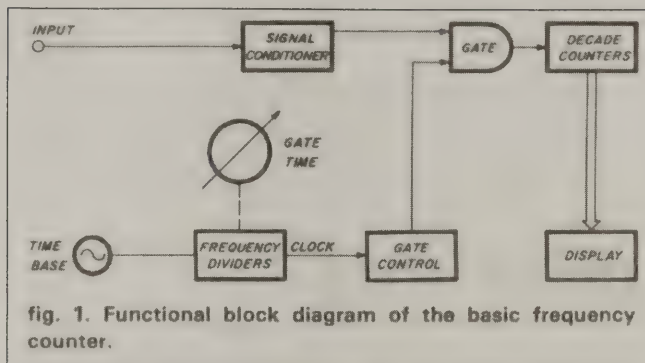 INPUT
SIGNAL
CONDITIONER
GATE
DECADE
COUNTERS
GATE
TIME
TIME
BASE
FREQUENCY
DIVIDERS
CLOCK
GATE
CONTROL
DISPLAY
fig. 1. Functional block diagram of the basic frequency
counter.